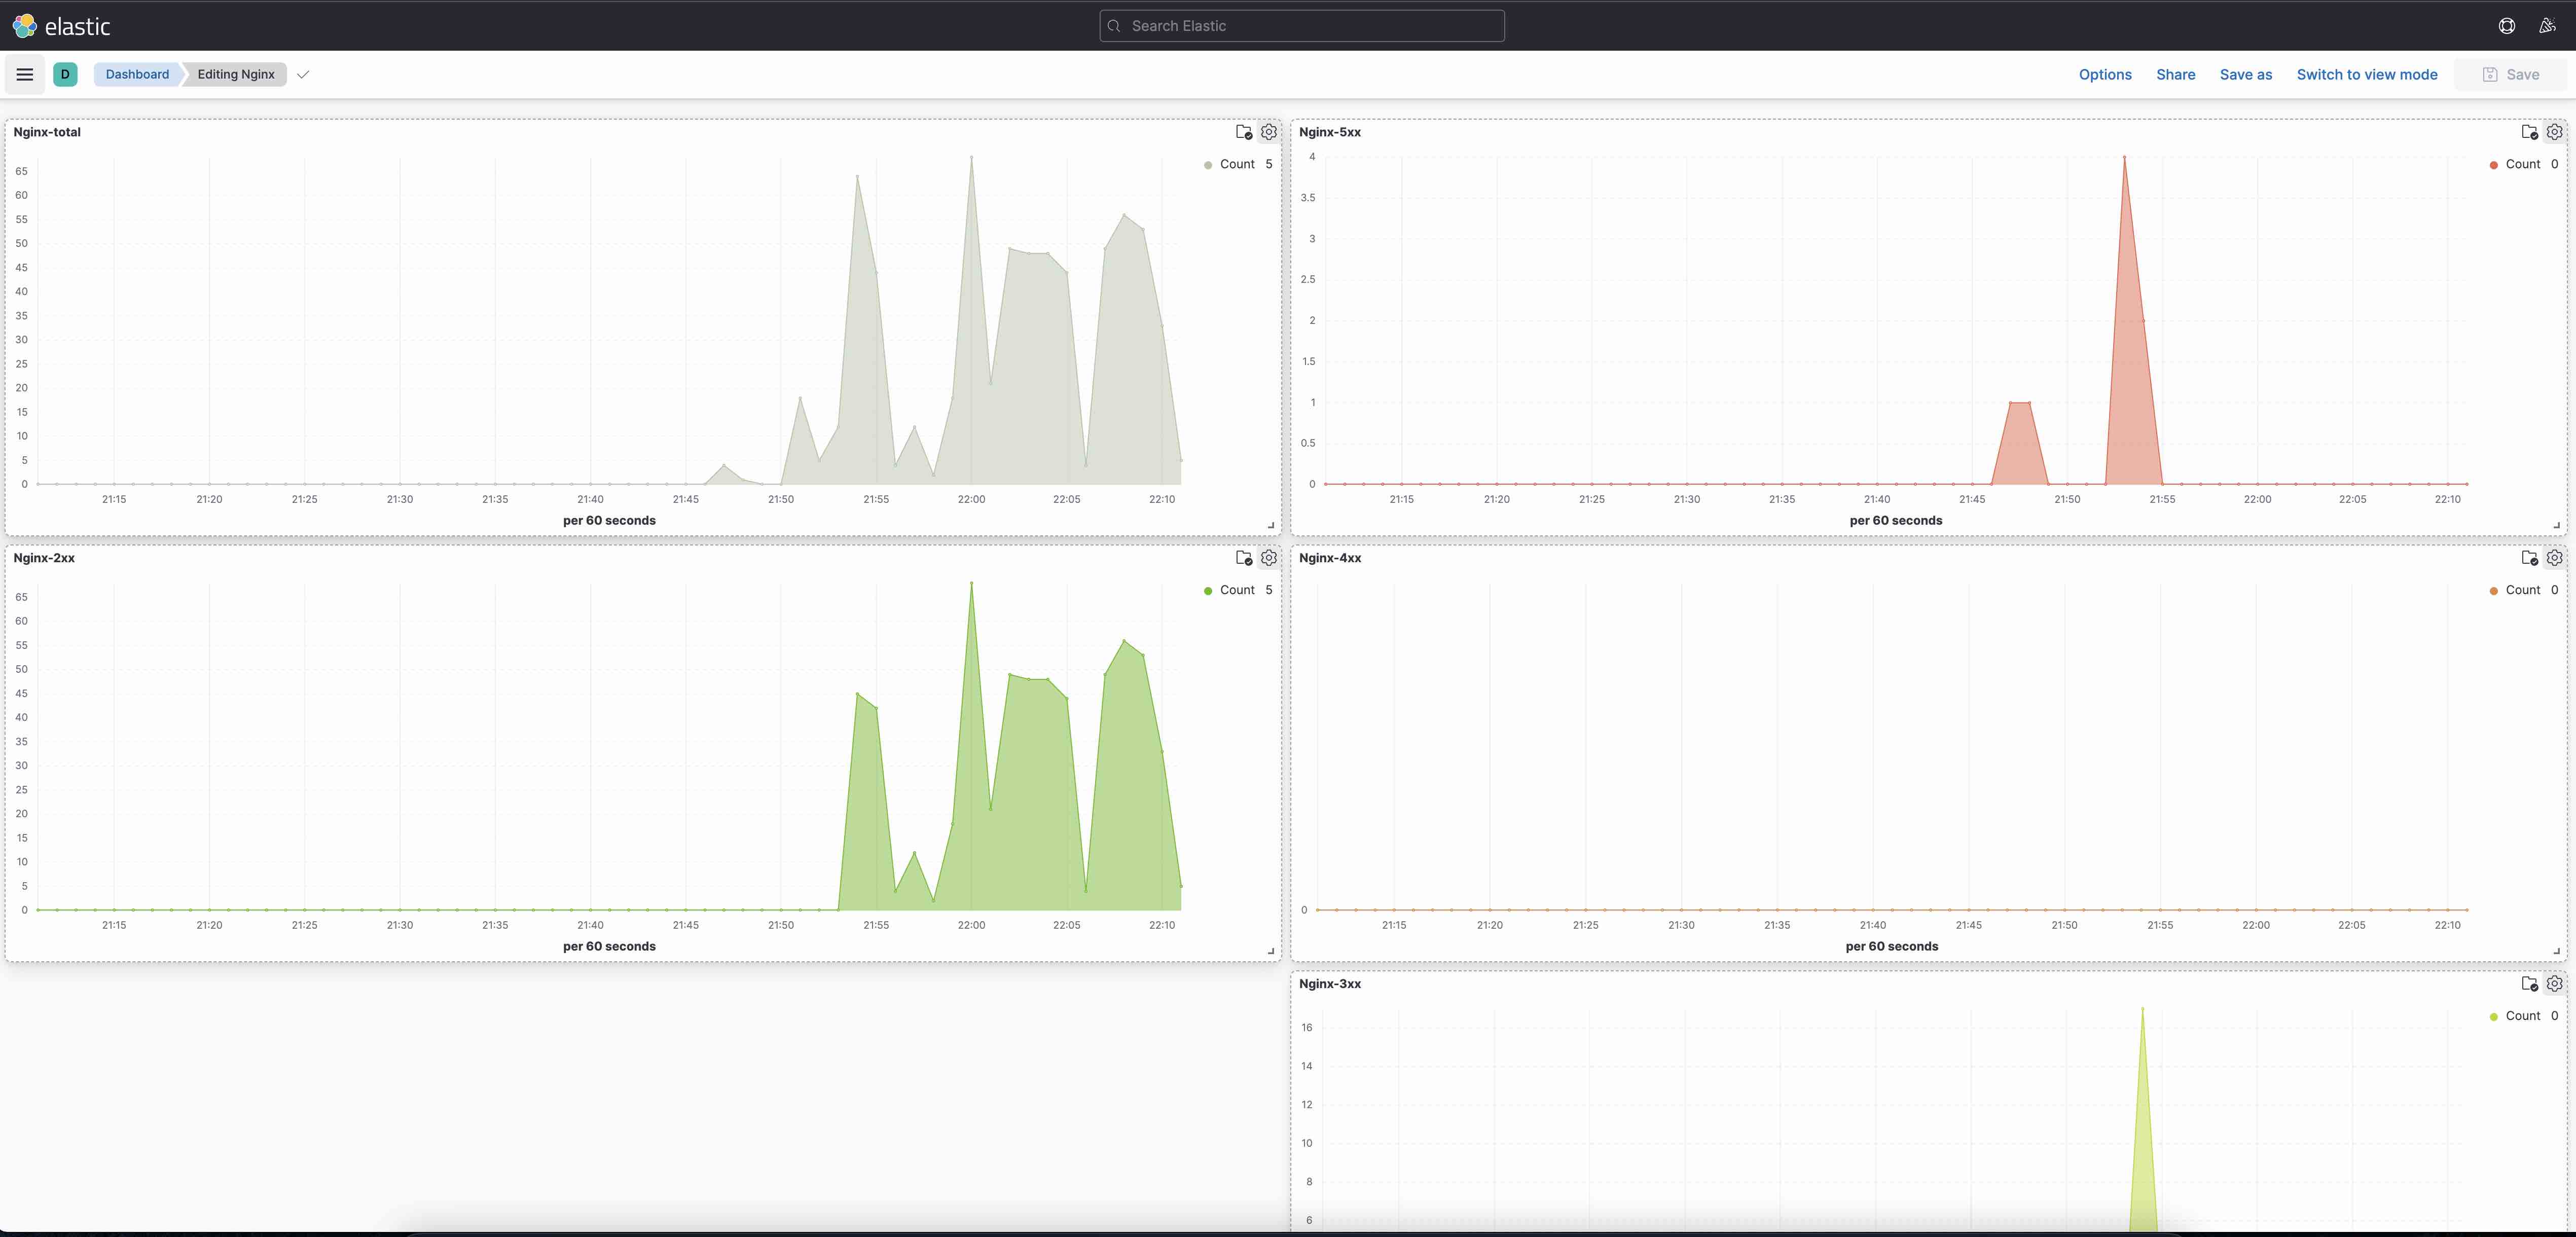 elastic
Search Elastic
D
Dashboard
Editing Nginx
Options
Share
Save as
Switch to view mode
Save
Nginx-total
Count 5
65
60
55
50
45
40
35
30
25
20
15
10
5
0
21:15 21:20 21:25 21:30 21:35 21:40 21:45 21:50 21:55 22:00 22:05 22:10
per 60 seconds
Nginx-5xx
Count 0
4
3.5
3
2.5
2
1.5
1
0.5
0
21:15 21:20 21:25 21:30 21:35 21:40 21:45 21:50 21:55 22:00 22:05 22:10
per 60 seconds
Nginx-2xx
Count 5
65
60
55
50
45
40
35
30
25
20
15
10
5
0
21:15 21:20 21:25 21:30 21:35 21:40 21:45 21:50 21:55 22:00 22:05 22:10
per 60 seconds
Nginx-4xx
Count 0
0
21:15 21:20 21:25 21:30 21:35 21:40 21:45 21:50 21:55 22:00 22:05 22:10
per 60 seconds
Nginx-3xx
Count 0
16
14
12
10
8
6